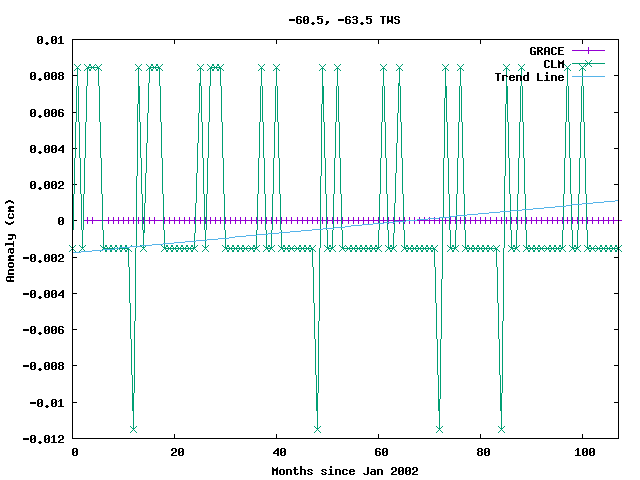 -60.5, -63.5 TWS
0.01
0.008
0.006
0.004
0.002
0
-0.002
-0.004
-0.006
-0.008
-0.01
-0.012
Anomaly (cm)
GRACE
CLM
Trend Line
0 20 40 60 80 100
Months since Jan 2002